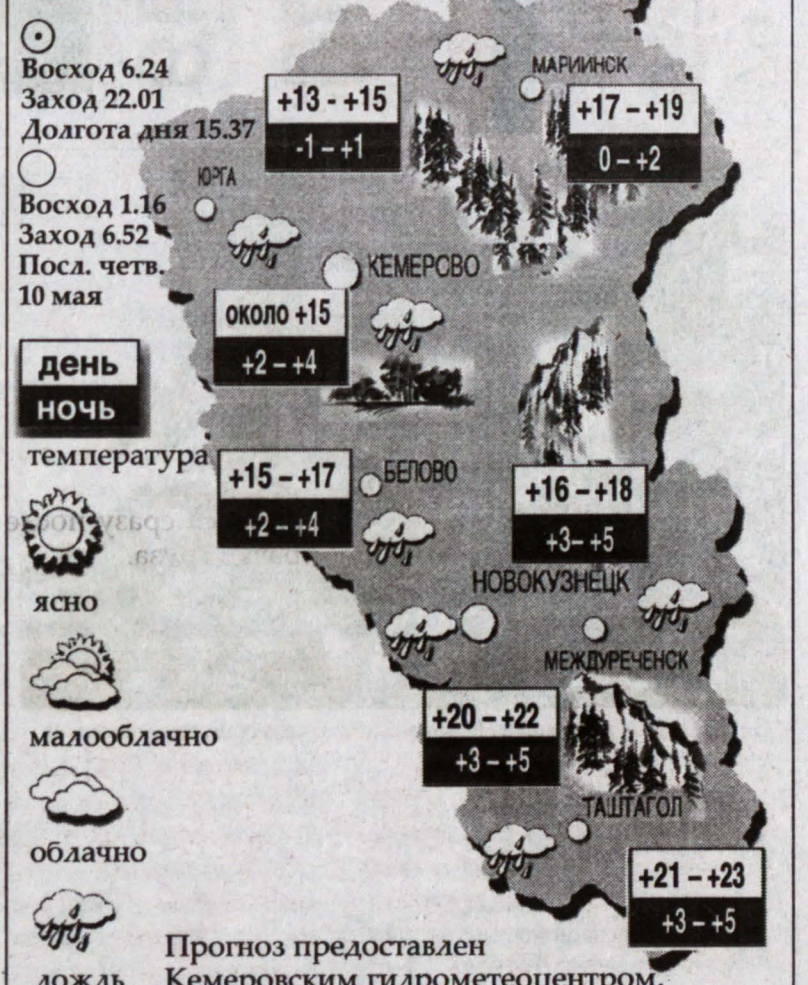 Восход 6.24
Заход 22.01
Долгота дня 15.37
Восход 1.16
Заход 6.52
Посл. четв.
10 мая
день
ночь
температура
ясно
малооблачно
облачно
дождь
МАРИИНСК
+13 - +15
-1 – +1
+17 – +19
0 – +2
ЮРГА
КЕМЕРОВО
ОКОЛО +15
+2 – +4
+15 – +17
+2 – +4
БЕЛОВО
+16 – +18
+3– +5
НОВОКУЗНЕЦК
МЕЖДУРЕЧЕНСК
+20 – +22
+3 – +5
ТАШТАГОЛ
+21 – +23
+3 – +5
Прогноз предоставлен
Кемеровским гидрометеоцентром.